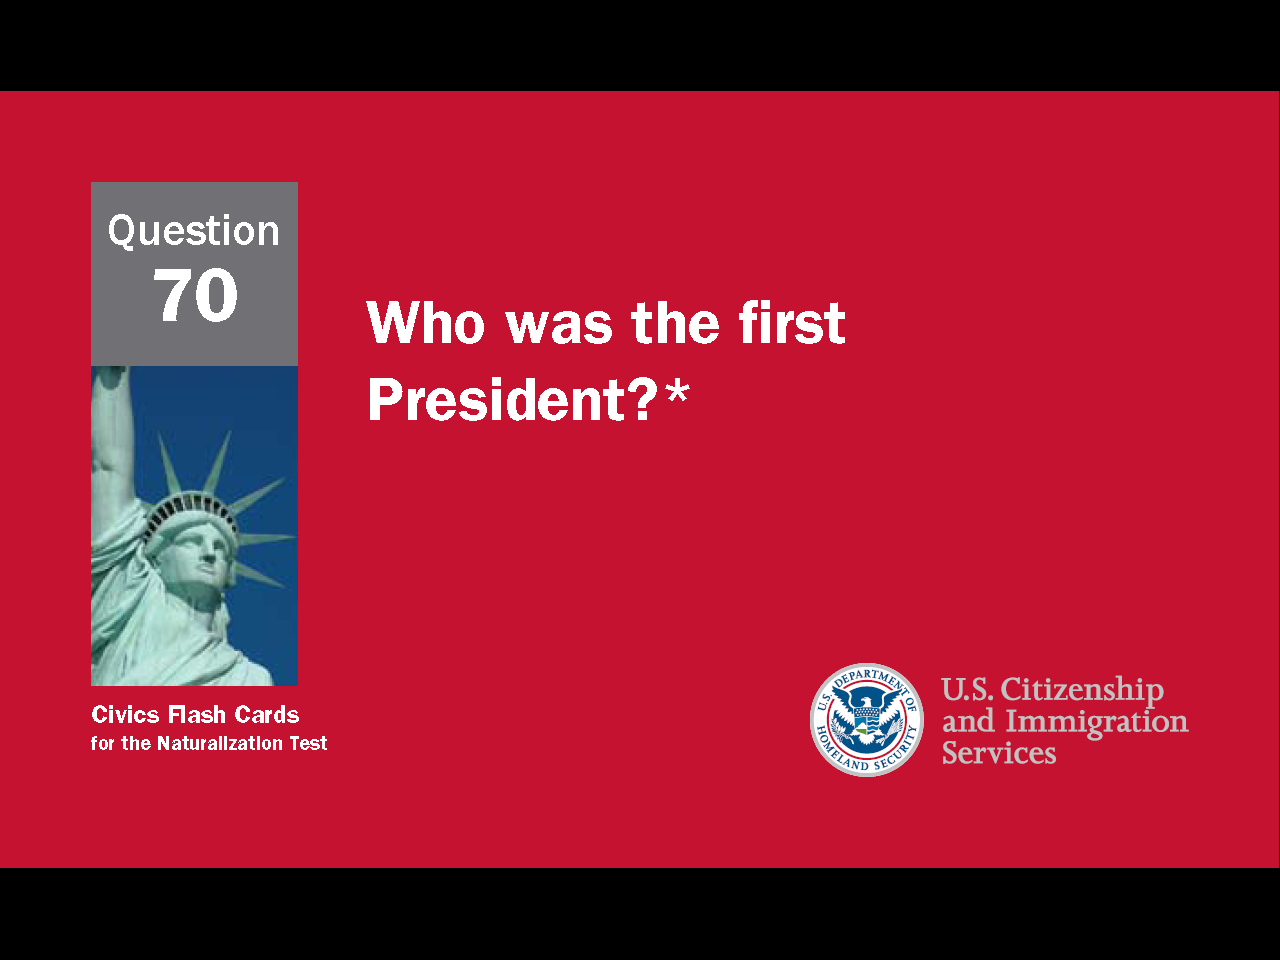 Question
70
Who was the first
President?*
Civics Flash Cards
for the Naturalization Test
U.S. DEPARTMENT OF
HOMELAND SECURITY
U.S. Citizenship
and Immigration
Services